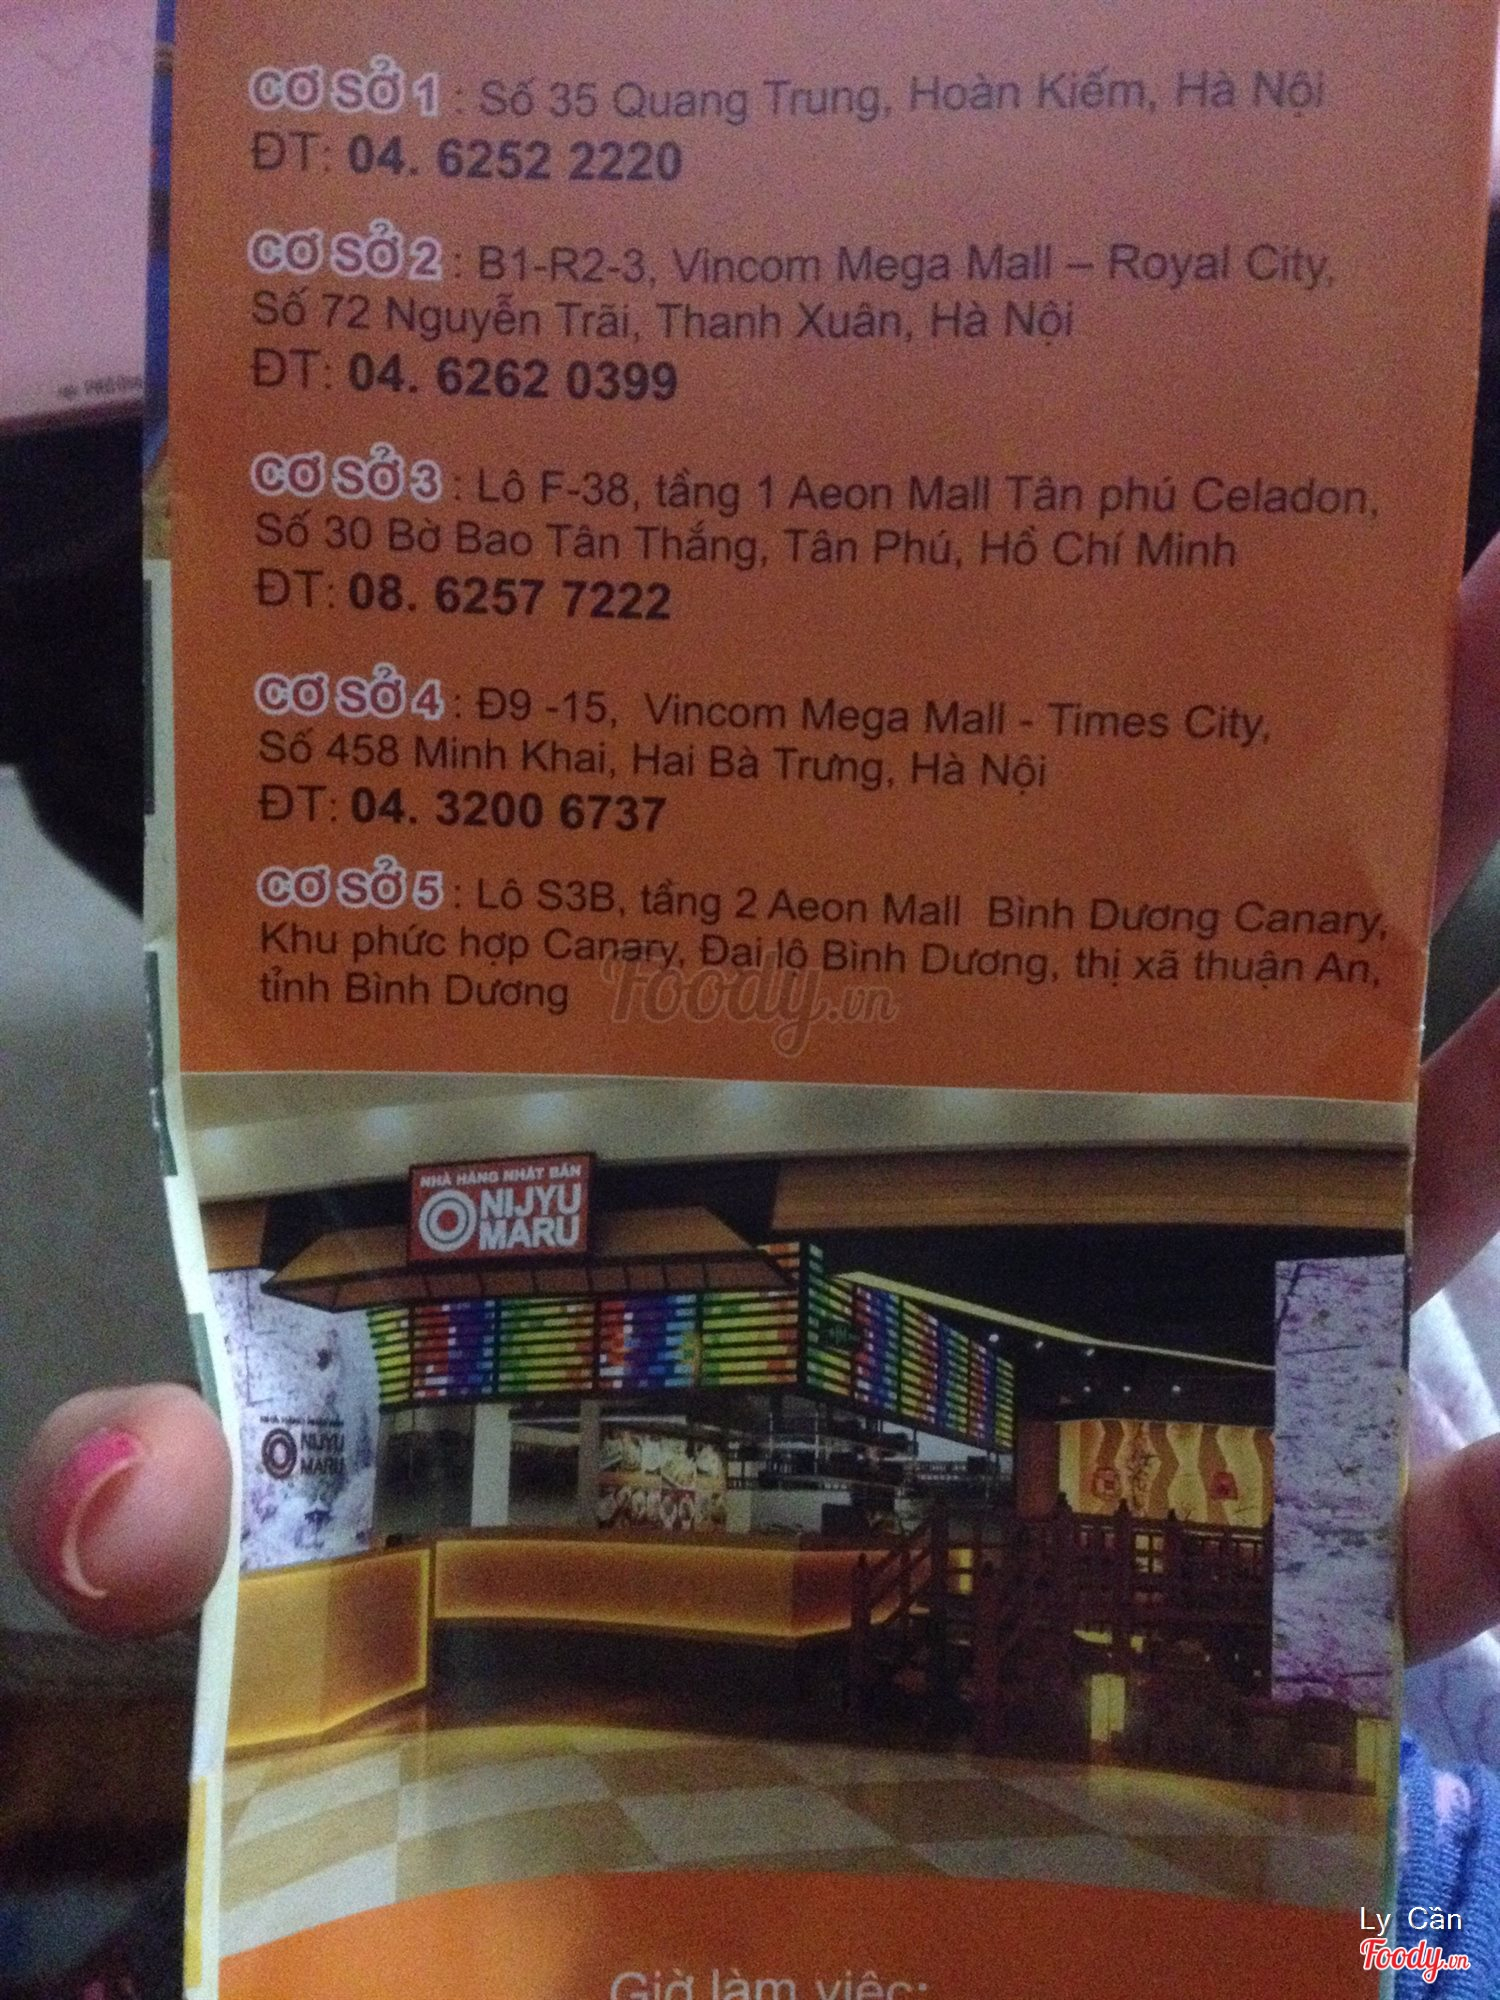 CƠ SỞ 1 : Số 35 Quang Trung, Hoàn Kiếm, Hà Nội
ĐT: 04. 6252 2220
CƠ SỞ 2 : B1-R2-3, Vincom Mega Mall – Royal City,
Số 72 Nguyễn Trãi, Thanh Xuân, Hà Nội
ĐT: 04. 6262 0399
CƠ SỞ 3 : Lô F-38, tầng 1 Aeon Mall Tân phú Celadon,
Số 30 Bờ Bao Tân Thắng, Tân Phú, Hồ Chí Minh
ĐT: 08. 6257 7222
CƠ SỞ 4 : Đ9 -15, Vincom Mega Mall - Times City,
Số 458 Minh Khai, Hai Bà Trưng, Hà Nội
ĐT: 04. 3200 6737
CƠ SỞ 5 : Lô S3B, tầng 2 Aeon Mall Bình Dương Canary,
Khu phức hợp Canary, Đại lộ Bình Dương, thị xã thuận An,
tỉnh Bình Dương
Foody.vn
NHÀ HÀNG NHẬT BẢN
NIJYU
MARU
NHÀ HÀNG NHẬT BẢN
NIJYU
MARU
Giờ làm việc:
Ly Cần
Foody.vn